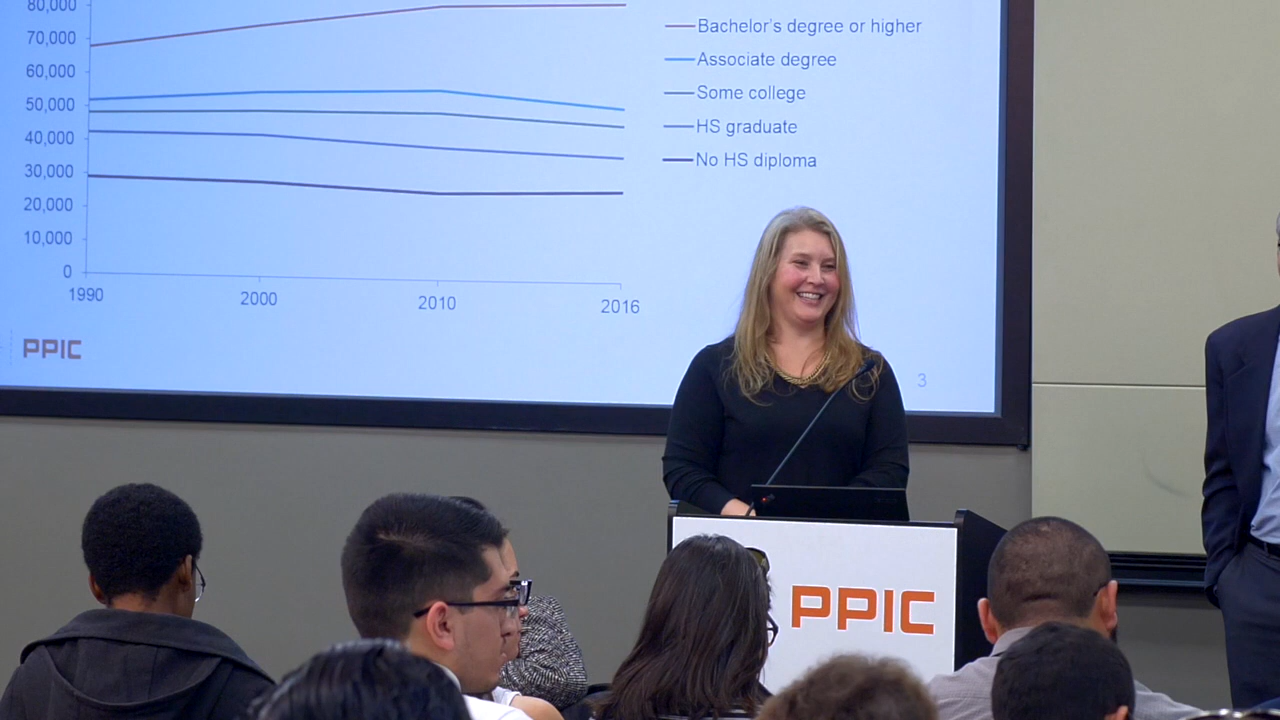 80,000
70,000
60,000
50,000
40,000
30,000
20,000
10,000
0
1990 2000 2010 2016
Bachelor's degree or higher
Associate degree
Some college
HS graduate
No HS diploma
PPIC
3
PPIC